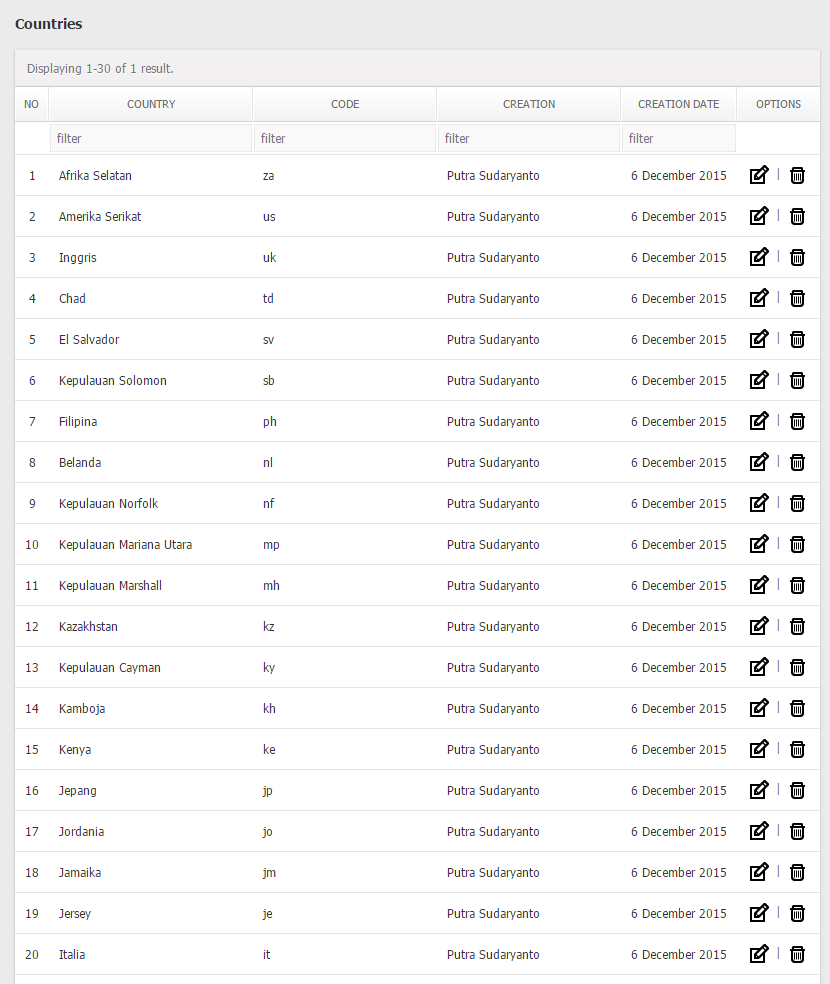 Countries
Displaying 1-30 of 1 result.
NO COUNTRY CODE CREATION CREATION DATE OPTIONS
filter filter filter filter
1 Afrika Selatan za Putra Sudaryanto 6 December 2015 |
2 Amerika Serikat us Putra Sudaryanto 6 December 2015 |
3 Inggris uk Putra Sudaryanto 6 December 2015 |
4 Chad td Putra Sudaryanto 6 December 2015 |
5 El Salvador sv Putra Sudaryanto 6 December 2015 |
6 Kepulauan Solomon sb Putra Sudaryanto 6 December 2015 |
7 Filipina ph Putra Sudaryanto 6 December 2015 |
8 Belanda nl Putra Sudaryanto 6 December 2015 |
9 Kepulauan Norfolk nf Putra Sudaryanto 6 December 2015 |
10 Kepulauan Mariana Utara mp Putra Sudaryanto 6 December 2015 |
11 Kepulauan Marshall mh Putra Sudaryanto 6 December 2015 |
12 Kazakhstan kz Putra Sudaryanto 6 December 2015 |
13 Kepulauan Cayman ky Putra Sudaryanto 6 December 2015 |
14 Kamboja kh Putra Sudaryanto 6 December 2015 |
15 Kenya ke Putra Sudaryanto 6 December 2015 |
16 Jepang jp Putra Sudaryanto 6 December 2015 |
17 Jordania jo Putra Sudaryanto 6 December 2015 |
18 Jamaika jm Putra Sudaryanto 6 December 2015 |
19 Jersey je Putra Sudaryanto 6 December 2015 |
20 Italia it Putra Sudaryanto 6 December 2015 |